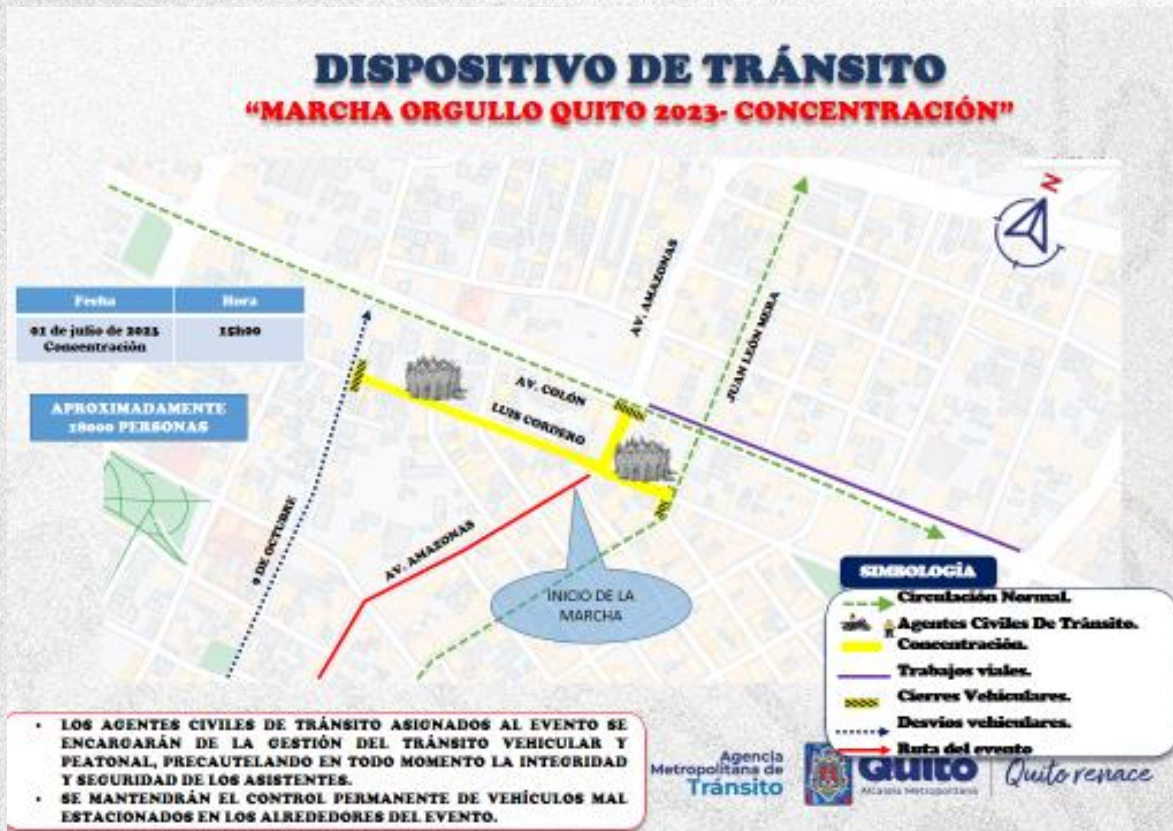 DISPOSITIVO DE TRÁNSITO
“MARCHA ORGULLO QUITO 2023- CONCENTRACIÓN”
N
Fecha
Hora
01 de julio de 2023
Concentración
15h00
APROXIMADAMENTE
18000 PERSONAS
AV. AMAZONAS
JUAN LEÓN MERA
AV. COLÓN
LUIS CORDERO
9 DE OCTUBRE
AV. AMAZONAS
INICIO DE LA
MARCHA
SIMBOLOGÍA
Circulación Normal.
Agentes Civiles De Tránsito.
Concentración.
Trabajos viales.
Cierres Vehiculares.
Desvios vehiculares.
Ruta del evento
• LOS AGENTES CIVILES DE TRÁNSITO ASIGNADOS AL EVENTO SE
ENCARGARÁN DE LA GESTIÓN DEL TRÁNSITO VEHICULAR Y
PEATONAL, PRECAUTELANDO EN TODO MOMENTO LA INTEGRIDAD
Y SEGURIDAD DE LOS ASISTENTES.
• SE MANTENDRÁN EL CONTROL PERMANENTE DE VEHÍCULOS MAL
ESTACIONADOS EN LOS ALREDEDORES DEL EVENTO.
Agencia
Metropolitana de
Tránsito
Quito
Alcaldía Metropolitana
Quito renace